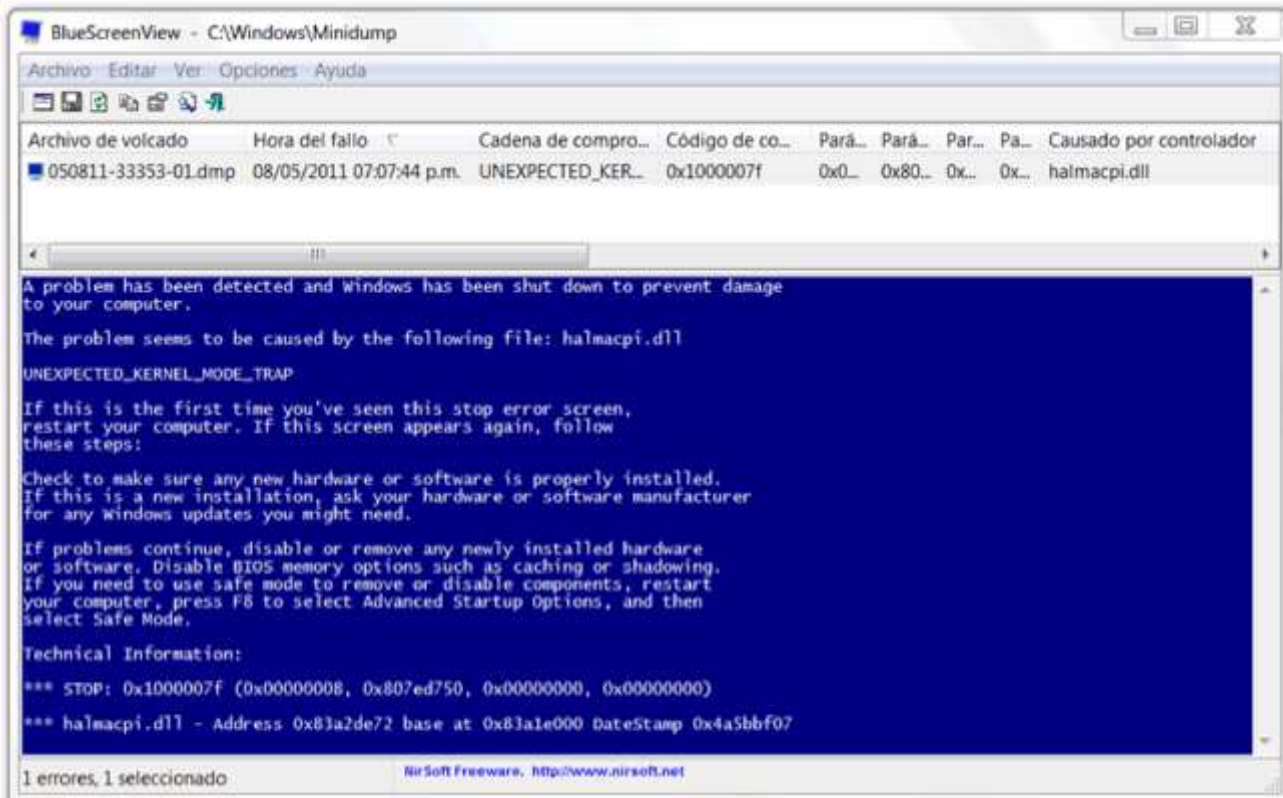 BlueScreenView - C:\Windows\Minidump
Archivo Editar Ver Opciones Ayuda
Archivo de volcado Hora del fallo Cadena de compro... Código de co... Pará... Pará... Par... Pa... Causado por controlador
050811-33353-01.dmp 08/05/2011 07:07:44 p.m. UNEXPECTED_KER... 0x1000007f 0x0... 0x80... 0x... 0x... halmacpi.dll
A problem has been detected and Windows has been shut down to prevent damage
to your computer.
The problem seems to be caused by the following file: halmacpi.dll
UNEXPECTED_KERNEL_MODE_TRAP
If this is the first time you've seen this stop error screen,
restart your computer. If this screen appears again, follow
these steps:
Check to make sure any new hardware or software is properly installed.
If this is a new installation, ask your hardware or software manufacturer
for any Windows updates you might need.
If problems continue, disable or remove any newly installed hardware
or software. Disable BIOS memory options such as caching or shadowing.
If you need to use safe mode to remove or disable components, restart
your computer, press F8 to select Advanced Startup Options, and then
select Safe Mode.
Technical Information:
*** STOP: 0x1000007f (0x00000008, 0x807ed750, 0x00000000, 0x00000000)
*** halmacpi.dll - Address 0x83a2de72 base at 0x83a1e000 DateStamp 0x4a5bbf07
1 errores, 1 seleccionado
NirSoft Freeware. http://www.nirsoft.net